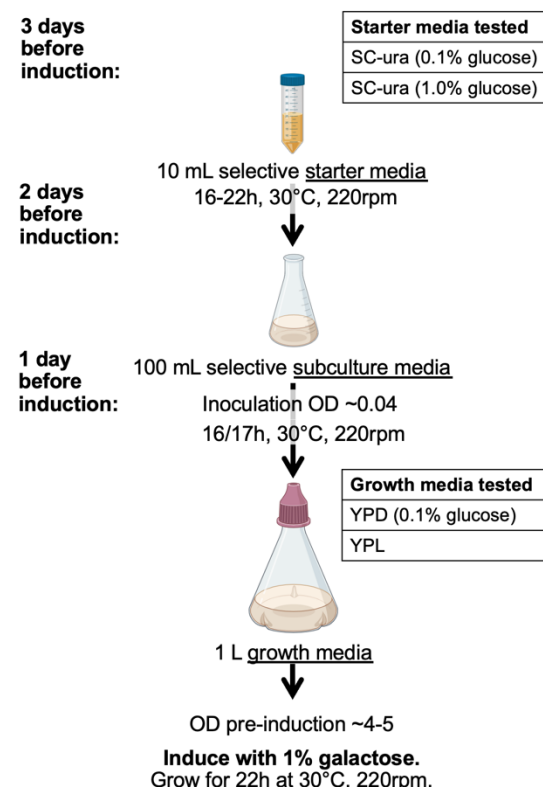 3 days
before
induction:
Starter media tested
SC-ura (0.1% glucose)
SC-ura (1.0% glucose)
10 mL selective starter media
16-22h, 30°C, 220rpm
2 days
before
induction:
1 day
before
induction:
100 mL selective subculture media
Inoculation OD ~0.04
16/17h, 30°C, 220rpm
Growth media tested
YPD (0.1% glucose)
YPL
1 L growth media
OD pre-induction ~4-5
Induce with 1% galactose.
Grow for 22h at 30°C, 220rpm.